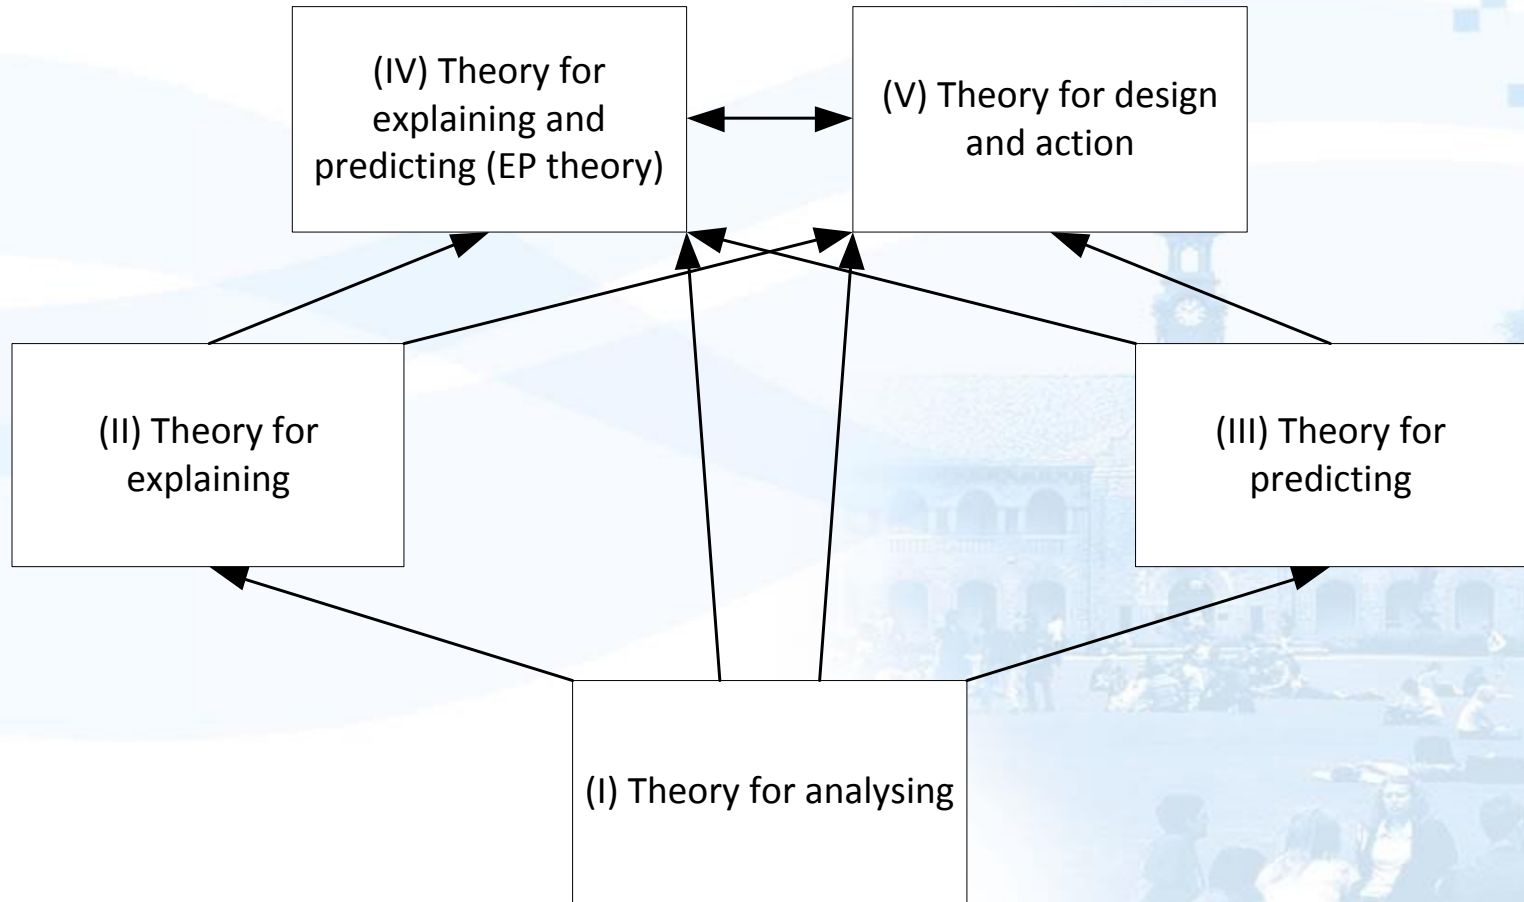 (IV) Theory for
explaining and
predicting (EP theory)
(V) Theory for design
and action
(II) Theory for
explaining
(III) Theory for
predicting
(I) Theory for analysing